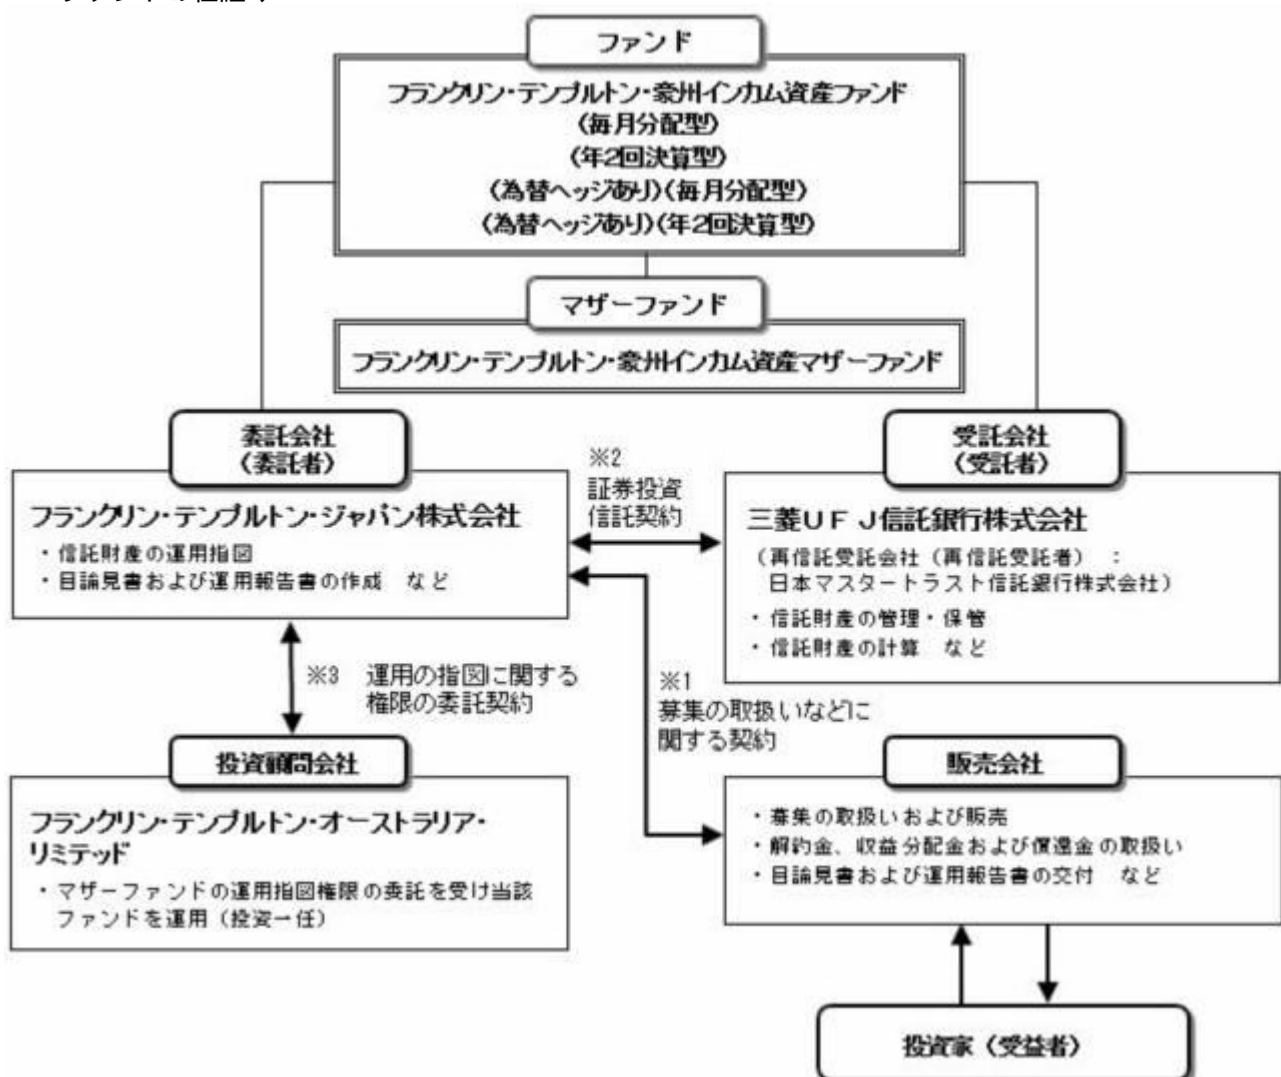 ファンド
フランクリン・テンプルトン・豪州インカム資産ファンド
（毎月分配型）
（年2回決算型）
（為替ヘッジあり）（毎月分配型）
（為替ヘッジあり）（年2回決算型）
マザーファンド
フランクリン・テンプルトン・豪州インカム資産マザーファンド
委託会社
（委託者）
フランクリン・テンプルトン・ジャパン株式会社
・信託財産の運用指図
・目論見書および運用報告書の作成 など
※2
証券投資
信託契約
受託会社
（受託者）
三菱UFJ信託銀行株式会社
（再信託受託会社（再信託受託者）：
日本マスタートラスト信託銀行株式会社）
・信託財産の管理・保管
・信託財産の計算 など
※3 運用の指図に関する
権限の委託契約
※1
募集の取扱いなどに
関する契約
投資顧問会社
フランクリン・テンプルトン・オーストラリア・
リミテッド
・マザーファンドの運用指図権限の委託を受け当該
ファンドを運用（投資一任）
販売会社
・募集の取扱いおよび販売
・解約金、収益分配金および償還金の取扱い
・目論見書および運用報告書の交付 など
投資家（受益者）